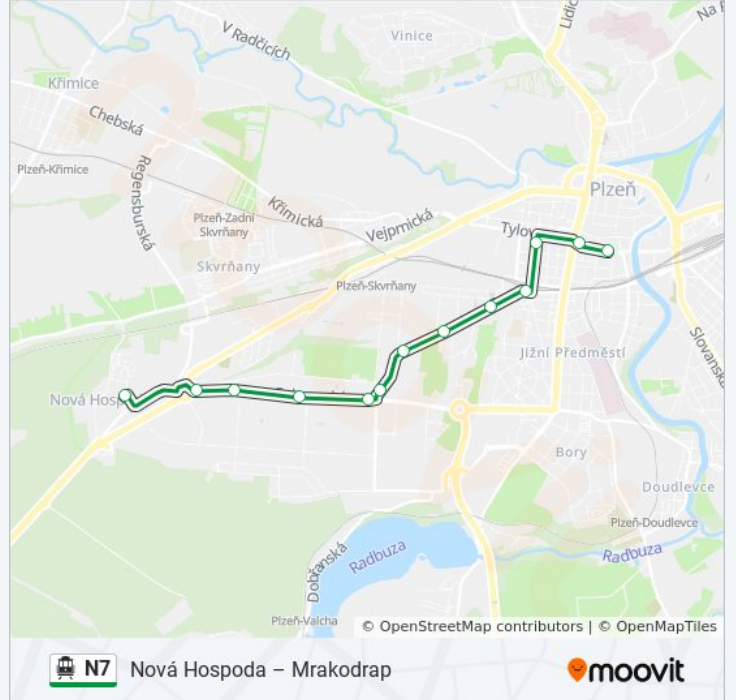 Lidic
Na
V Radčicích
Vinice
Křimice
Chebská
Plzeň-Křimice
Regensburská
Plzeň
Křimická
Plzeň-Zadní
Skvrňany
Vejprnická
Tylov
Skvrňany
Plzeň-Skvrňany
Slovansk
Jižní Předměstí
Nová Hosp
Bory
Doudlevce
Plzeň-Doudlevce
Dobřanská
Radbuza
Radbuza
Plzeň-Valcha
© OpenStreetMap contributors | © OpenMapTiles
N7 Nová Hospoda – Mrakodrap
moovit